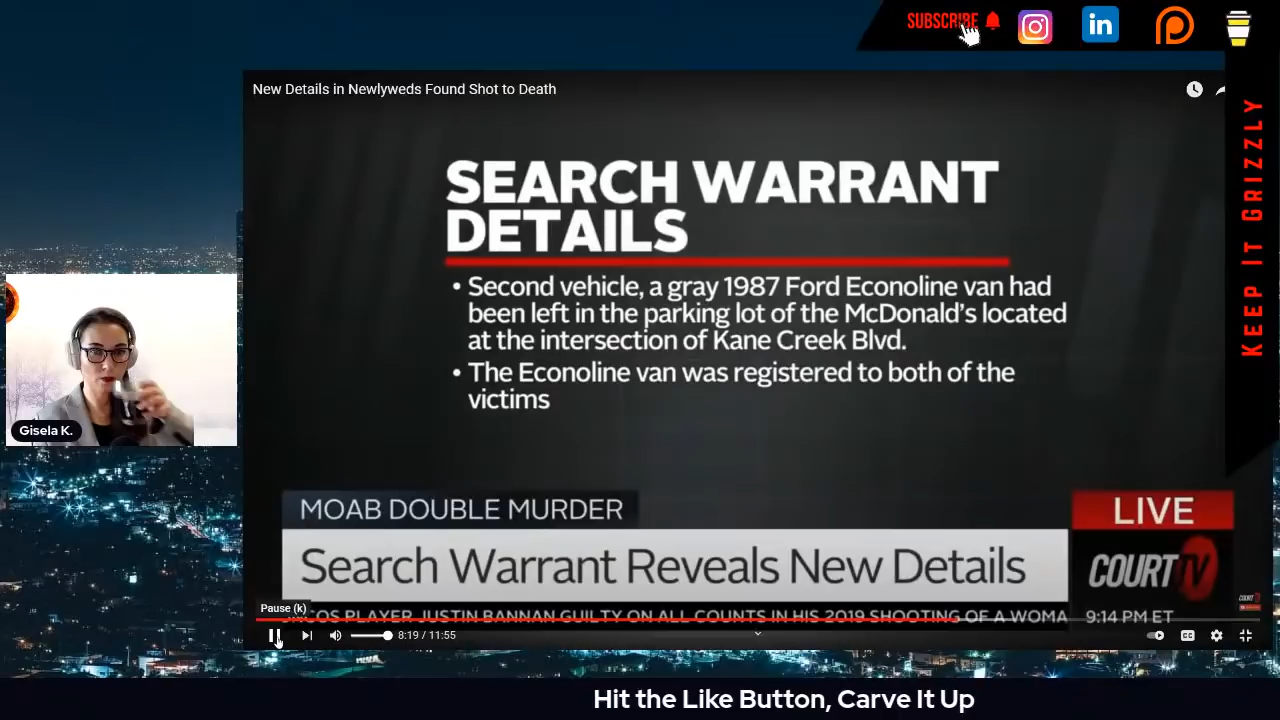 SUBSCRIBE
in
New Details in Newlyweds Found Shot to Death
KEEP IT GRIZZLY
SEARCH WARRANT
DETAILS
• Second vehicle, a gray 1987 Ford Econoline van had
been left in the parking lot of the McDonald's located
at the intersection of Kane Creek Blvd.
• The Econoline van was registered to both of the
victims
Gisela K.
MOAB DOUBLE MURDER
LIVE
Search Warrant Reveals New Details
COURT TV
Pause (k)
COS PLAYER JUSTIN BANNAN GUILTY ON ALL COUNTS IN HIS 2019 SHOOTING OF A WOMA
9:14 PM ET
8:19 / 11:55
CC
Hit the Like Button, Carve It Up